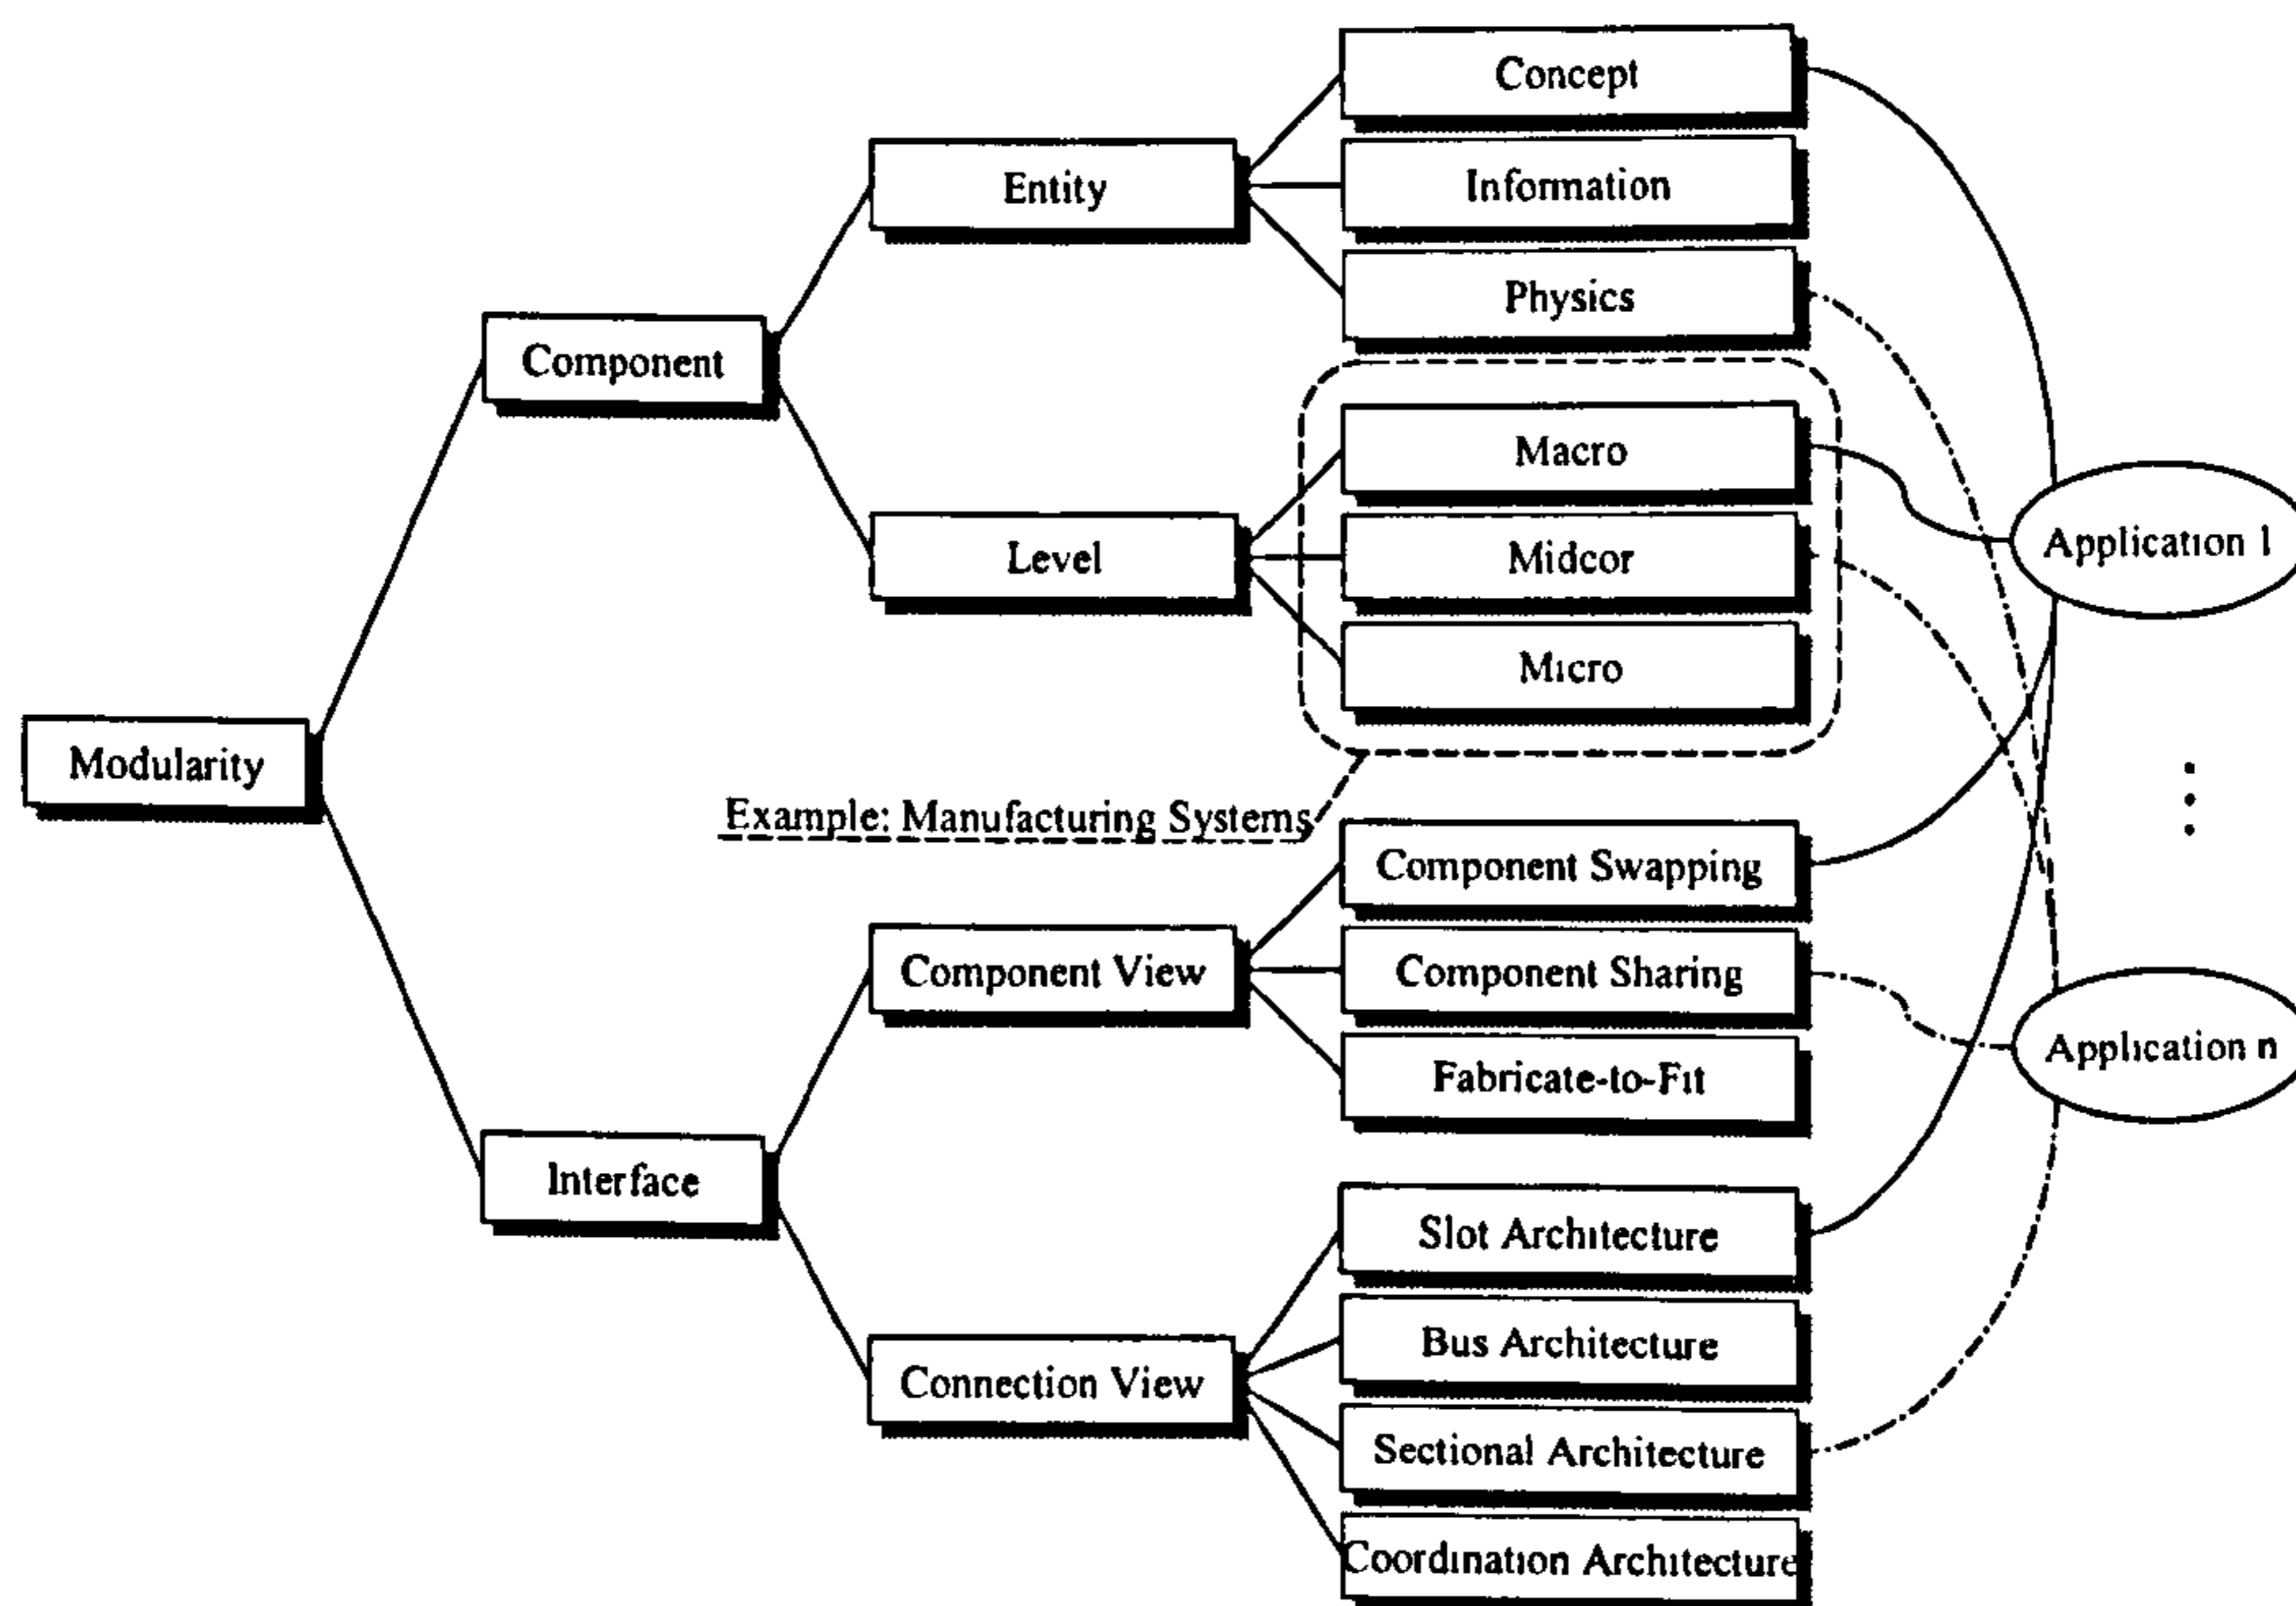 Concept
Information
Physics
Entity
Component
Macro
Midcor
Micro
Level
Modularity
Example: Manufacturing Systems
Component Swapping
Component Sharing
Fabricate-to-Fit
Component View
Interface
Slot Architecture
Bus Architecture
Sectional Architecture
Coordination Architecture
Connection View
Application 1
Application n